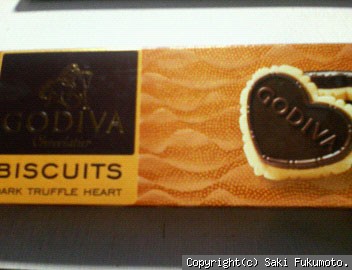 GODIVA
Chocolatier
BISCUITS
DARK TRUFFLE HEART
GODIVA
Copyright(c) Saki Fukumoto.